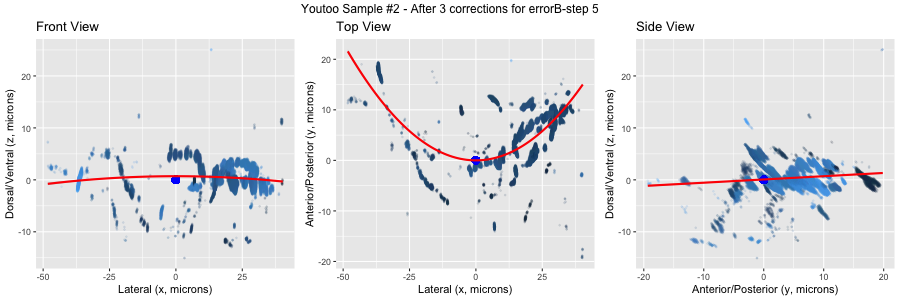 Youtoo Sample #2 - After 3 corrections for errorB-step 5
Front View
Top View
Side View
Dorsal/Ventral (z, microns)
20
10
0
-10
-50
-25
0
25
Lateral (x, microns)
Anterior/Posterior (y, microns)
20
10
0
-10
-20
-50
-25
0
25
Lateral (x, microns)
Dorsal/Ventral (z, microns)
20
10
0
-10
-20
-10
0
10
20
Anterior/Posterior (y, microns)